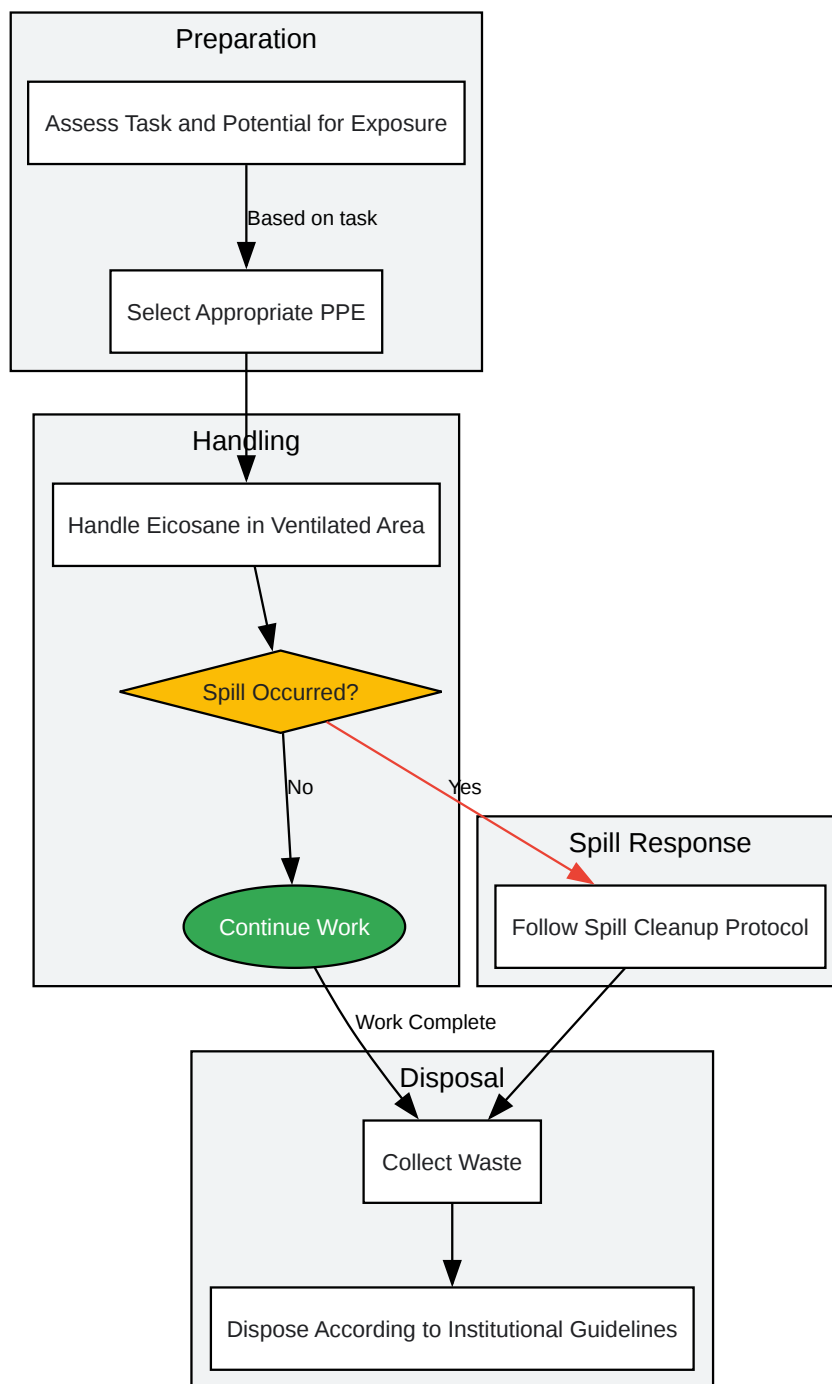 Preparation
Assess Task and Potential for Exposure
Based on task
Select Appropriate PPE
Handling
Handle Eicosane in Ventilated Area
Spill Occurred?
No
Yes
Spill Response
Continue Work
Follow Spill Cleanup Protocol
Work Complete
Disposal
Collect Waste
Dispose According to Institutional Guidelines